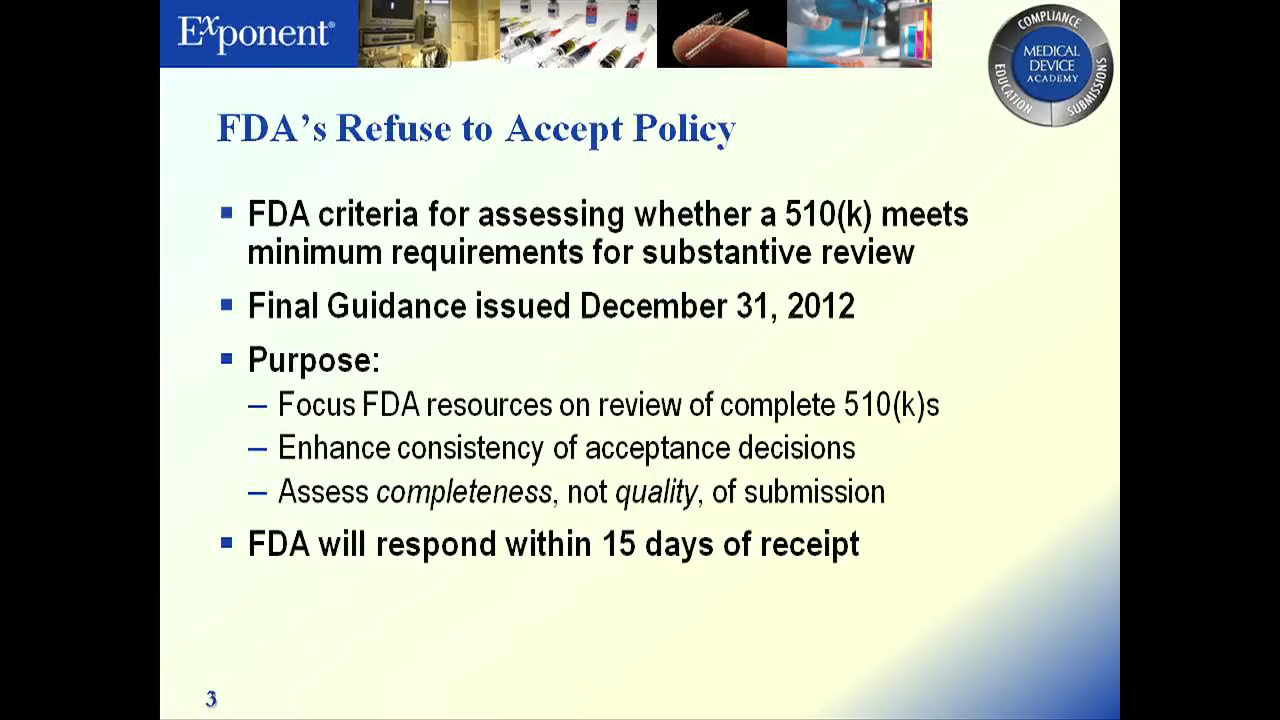 Exponent®
COMPLIANCE
MEDICAL
DEVICE
ACADEMY
EDUCATION
SUBMISSIONS
FDA's Refuse to Accept Policy
▪ FDA criteria for assessing whether a 510(k) meets
minimum requirements for substantive review
▪ Final Guidance issued December 31, 2012
▪ Purpose:
– Focus FDA resources on review of complete 510(k)s
– Enhance consistency of acceptance decisions
– Assess completeness, not quality, of submission
▪ FDA will respond within 15 days of receipt
3